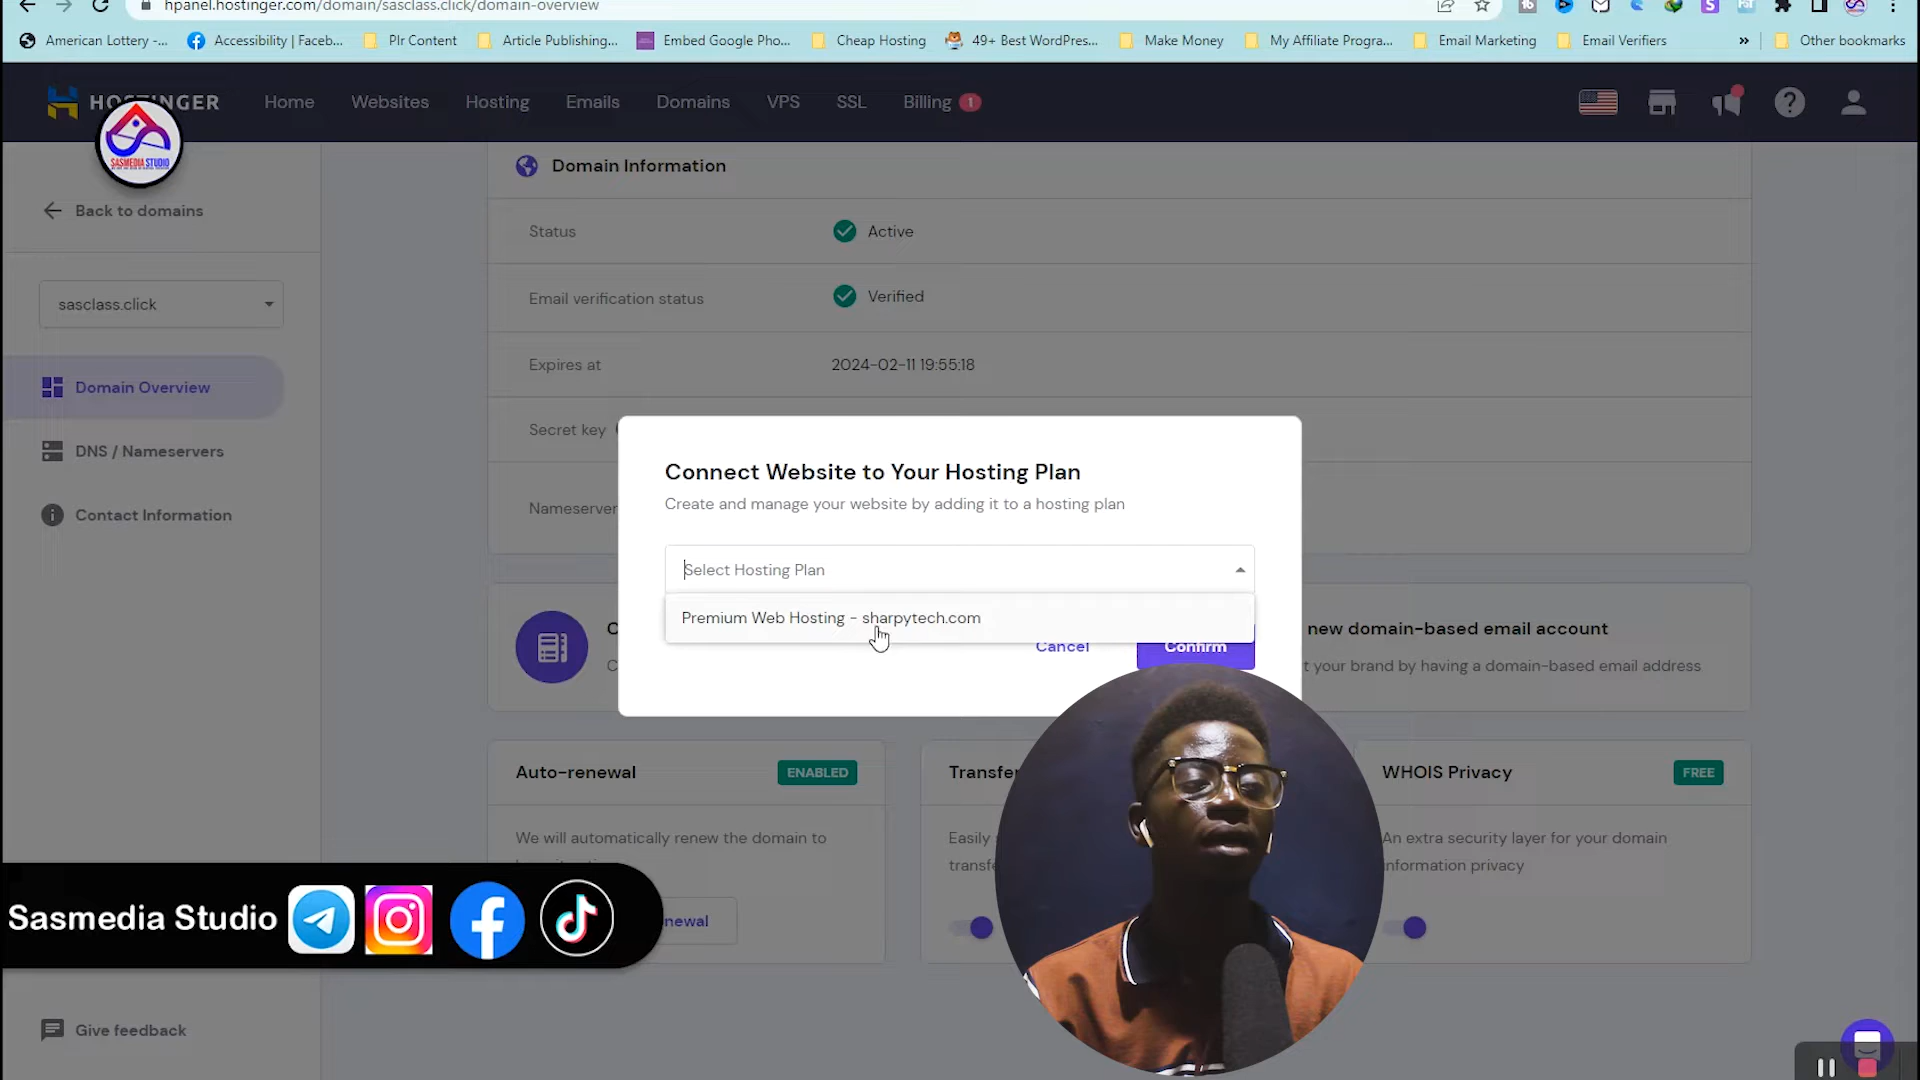 hpanel.hostinger.com/domain/sasclass.click/domain-overview
American Lottery -...
Accessibility | Faceb...
Plr Content
Article Publishing...
Embed Google Pho...
Cheap Hosting
49+ Best WordPres...
Make Money
My Affiliate Progra...
Email Marketing
Email Verifiers
»
Other bookmarks
HOSTINGER
Home
Websites
Hosting
Emails
Domains
VPS
SSL
Billing 1
SASMEDIA STUDIO
Back to domains
sasclass.click
Domain Overview
DNS / Nameservers
Contact Information
Give feedback
Domain Information
Status
Active
Email verification status
Verified
Expires at
2024-02-11 19:55:18
Secret key
Nameserver
Connect Website to Your Hosting Plan
Create and manage your website by adding it to a hosting plan
Select Hosting Plan
Premium Web Hosting - sharpytech.com
Cancel
Confirm
new domain-based email account
t your brand by having a domain-based email address
Auto-renewal
ENABLED
We will automatically renew the domain to
newal
Transfer
Easily
transfe
WHOIS Privacy
FREE
An extra security layer for your domain
information privacy
Sasmedia Studio